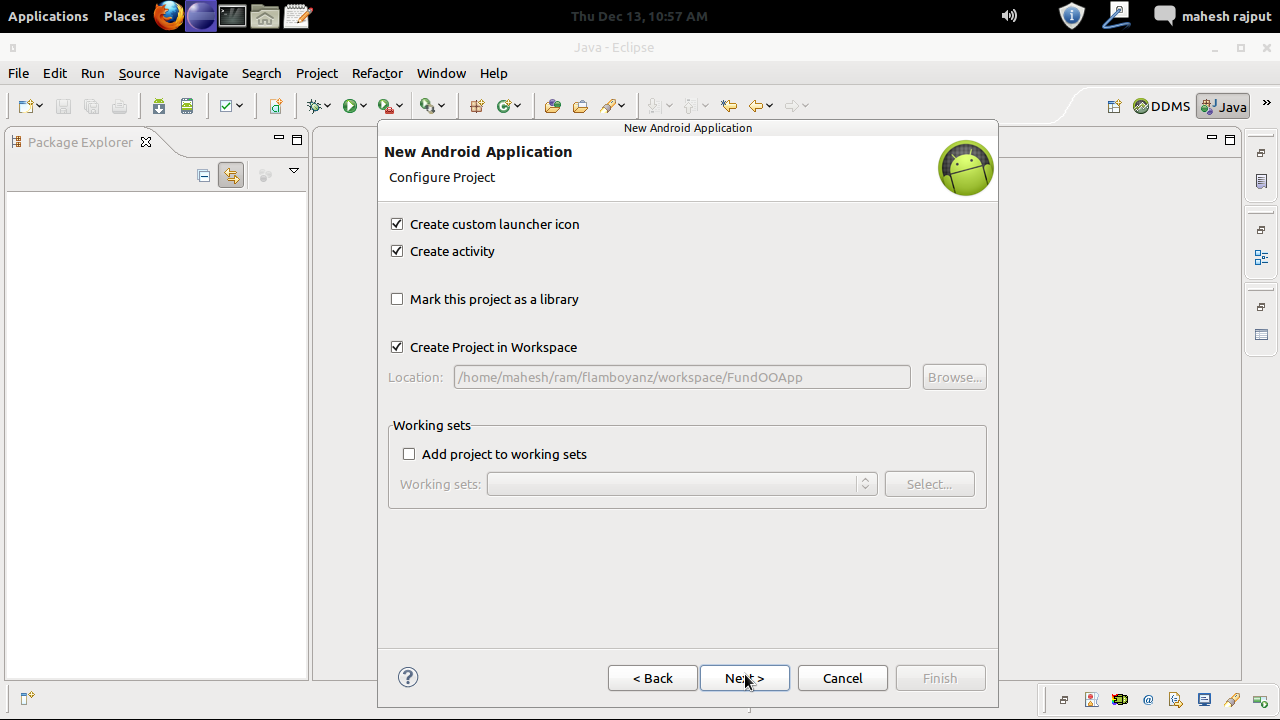 Applications Places Thu Dec 13, 10:57 AM mahesh rajput
Java - Eclipse
File Edit Run Source Navigate Search Project Refactor Window Help
DDMS Java
Package Explorer
New Android Application
New Android Application
Configure Project
Create custom launcher icon
Create activity
Mark this project as a library
Create Project in Workspace
Location: /home/mahesh/ram/flamboyanz/workspace/FundOOApp Browse...
Working sets
Add project to working sets
Working sets: Select...
< Back Next > Cancel Finish